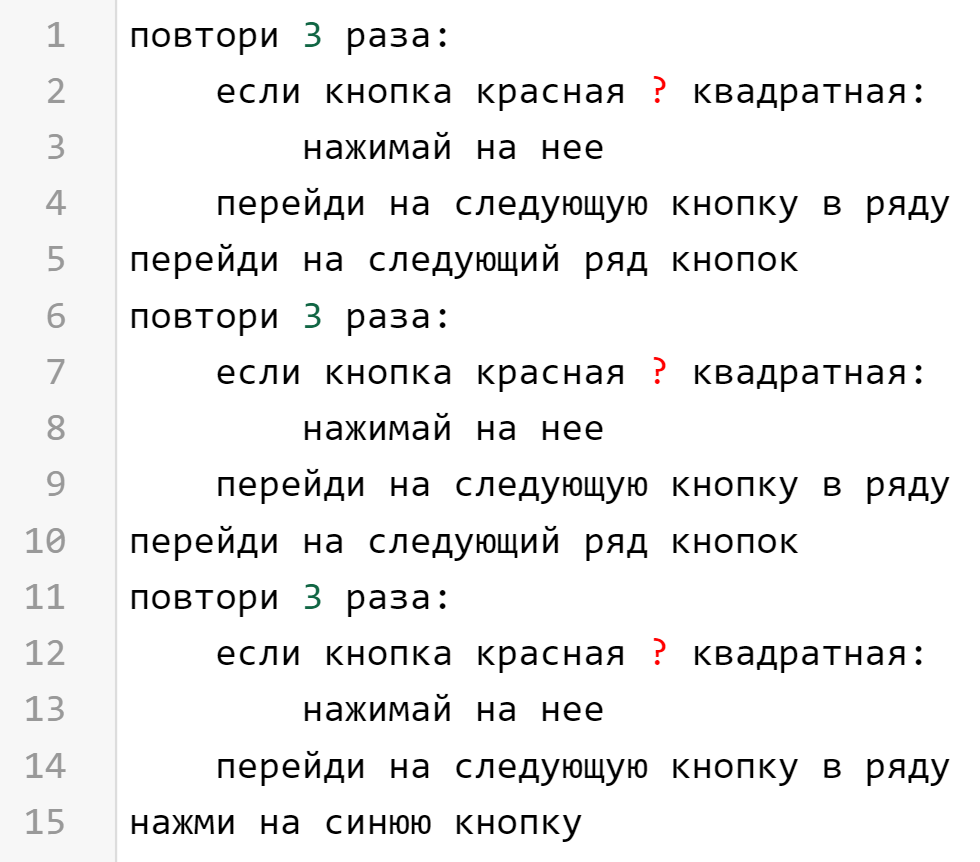 1 повтори 3 раза:
2 если кнопка красная ? квадратная:
3 нажимай на нее
4 перейди на следующую кнопку в ряду
5 перейди на следующий ряд кнопок
6 повтори 3 раза:
7 если кнопка красная ? квадратная:
8 нажимай на нее
9 перейди на следующую кнопку в ряду
10 перейди на следующий ряд кнопок
11 повтори 3 раза:
12 если кнопка красная ? квадратная:
13 нажимай на нее
14 перейди на следующую кнопку в ряду
15 нажми на синюю кнопку